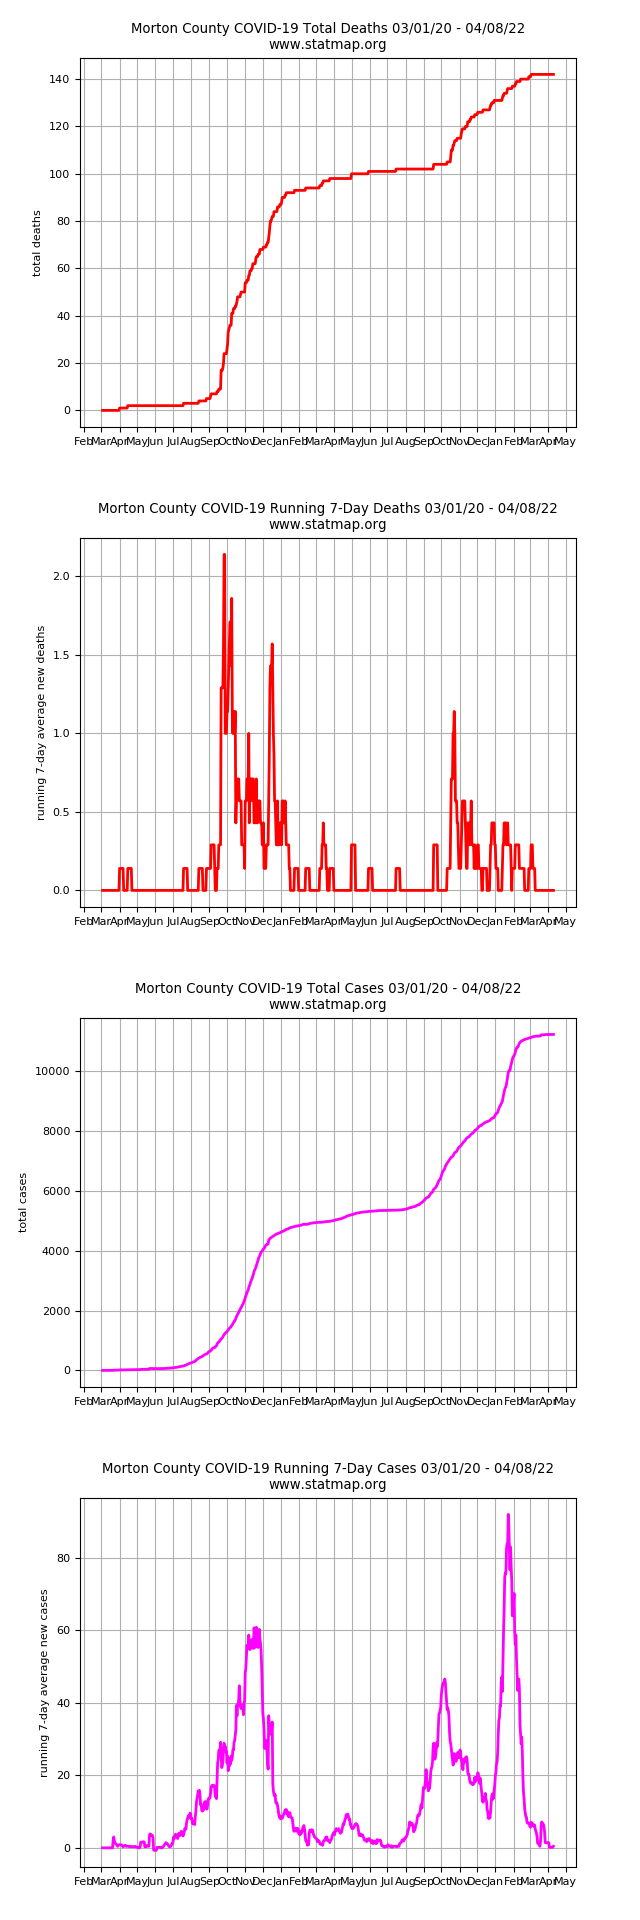 Morton County COVID-19 Total Deaths 03/01/20 - 04/08/22
www.statmap.org
140
120
100
80
60
40
20
0
total deaths
Feb Mar Apr May Jun Jul Aug Sep Oct Nov Dec Jan Feb Mar Apr May Jun Jul Aug Sep Oct Nov Dec Jan Feb Mar Apr May
Morton County COVID-19 Running 7-Day Deaths 03/01/20 - 04/08/22
www.statmap.org
2.0
1.5
1.0
0.5
0.0
running 7-day average new deaths
Feb Mar Apr May Jun Jul Aug Sep Oct Nov Dec Jan Feb Mar Apr May Jun Jul Aug Sep Oct Nov Dec Jan Feb Mar Apr May
Morton County COVID-19 Total Cases 03/01/20 - 04/08/22
www.statmap.org
10000
8000
6000
4000
2000
0
total cases
Feb Mar Apr May Jun Jul Aug Sep Oct Nov Dec Jan Feb Mar Apr May Jun Jul Aug Sep Oct Nov Dec Jan Feb Mar Apr May
Morton County COVID-19 Running 7-Day Cases 03/01/20 - 04/08/22
www.statmap.org
80
60
40
20
0
running 7-day average new cases
Feb Mar Apr May Jun Jul Aug Sep Oct Nov Dec Jan Feb Mar Apr May Jun Jul Aug Sep Oct Nov Dec Jan Feb Mar Apr May